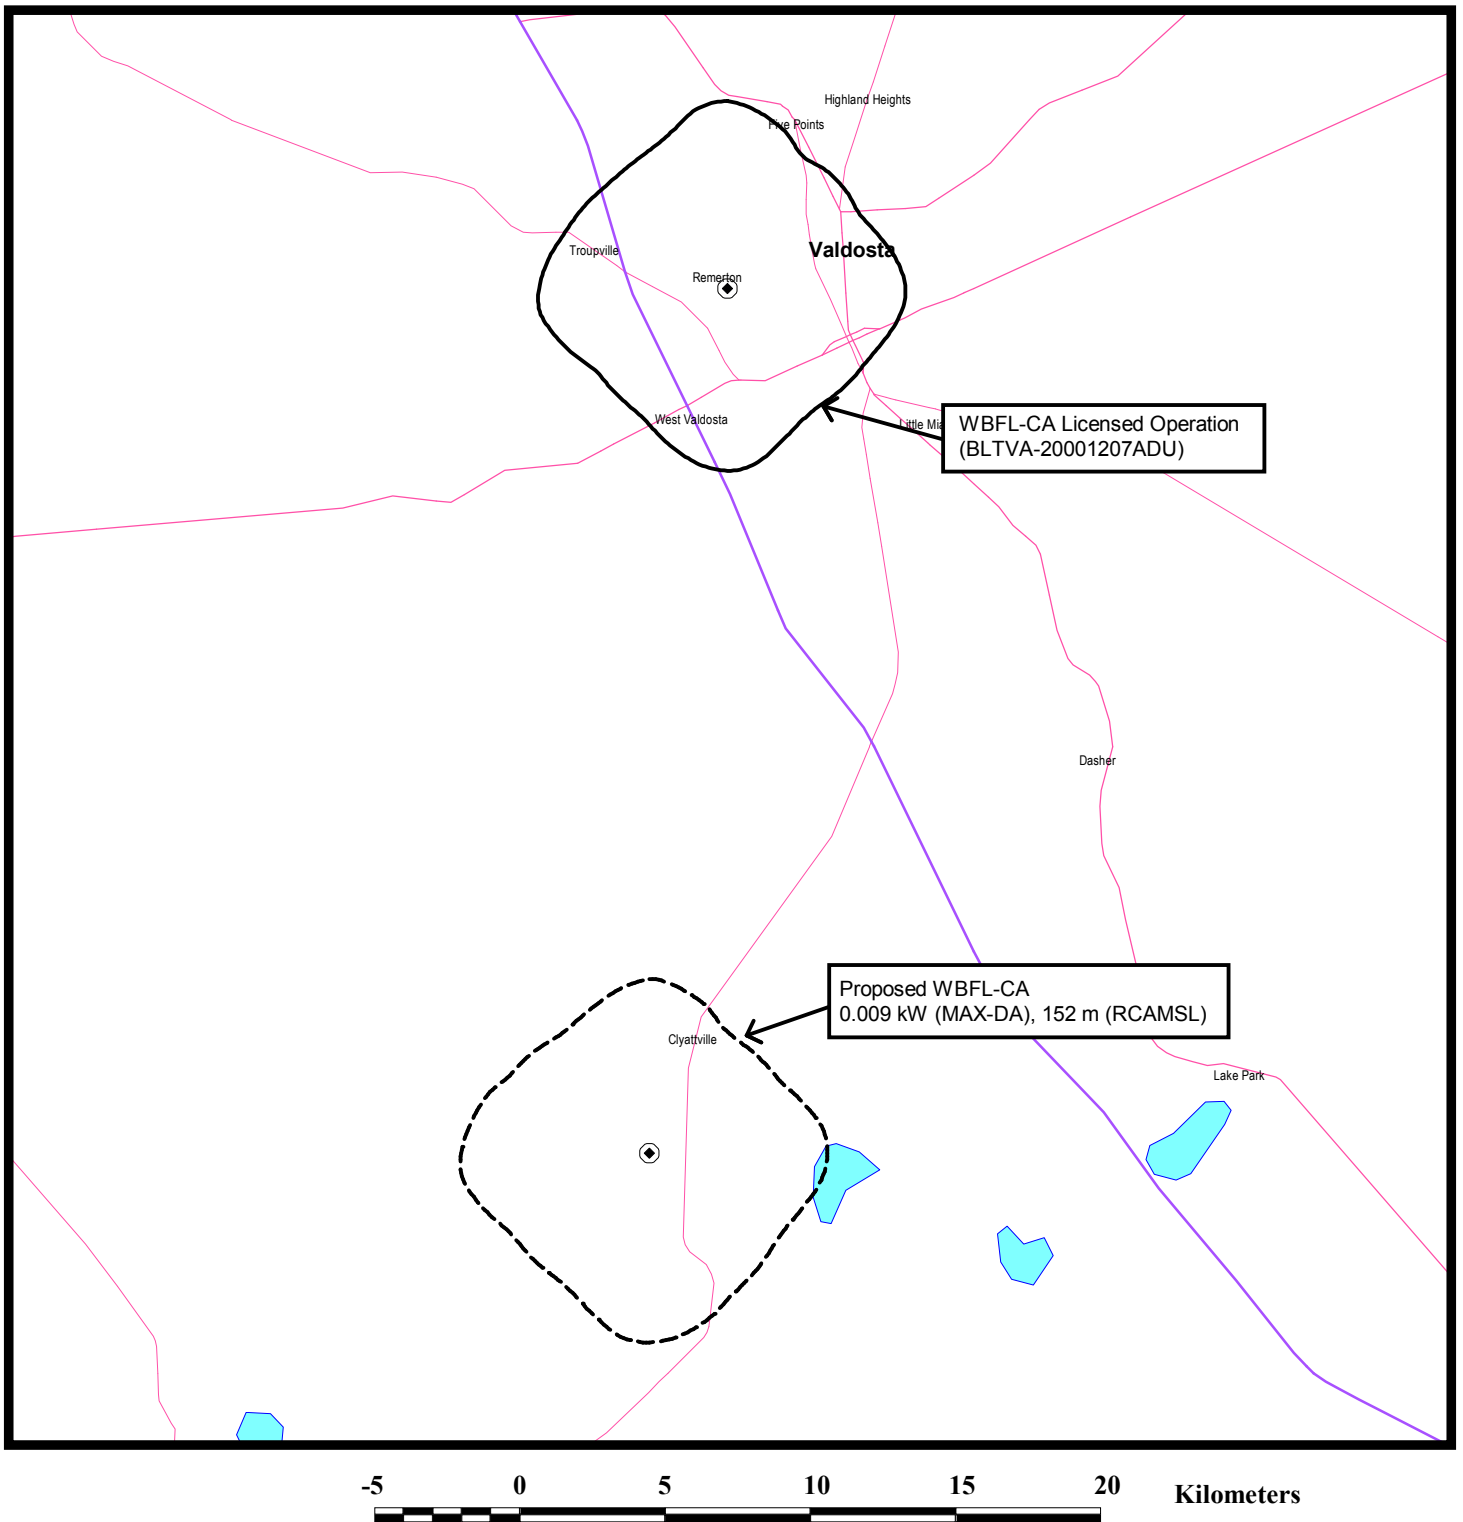 Highland Heights
Five Points
Valdosta
Troupville
Remerton
West Valdosta
Little
WBFL-CA Licensed Operation
(BLTVA-20001207ADU)
Dasher
Proposed WBFL-CA
0.009 kW (MAX-DA), 152 m (RCAMSL)
Clyattville
Lake Park
-5 0 5 10 15 20 Kilometers